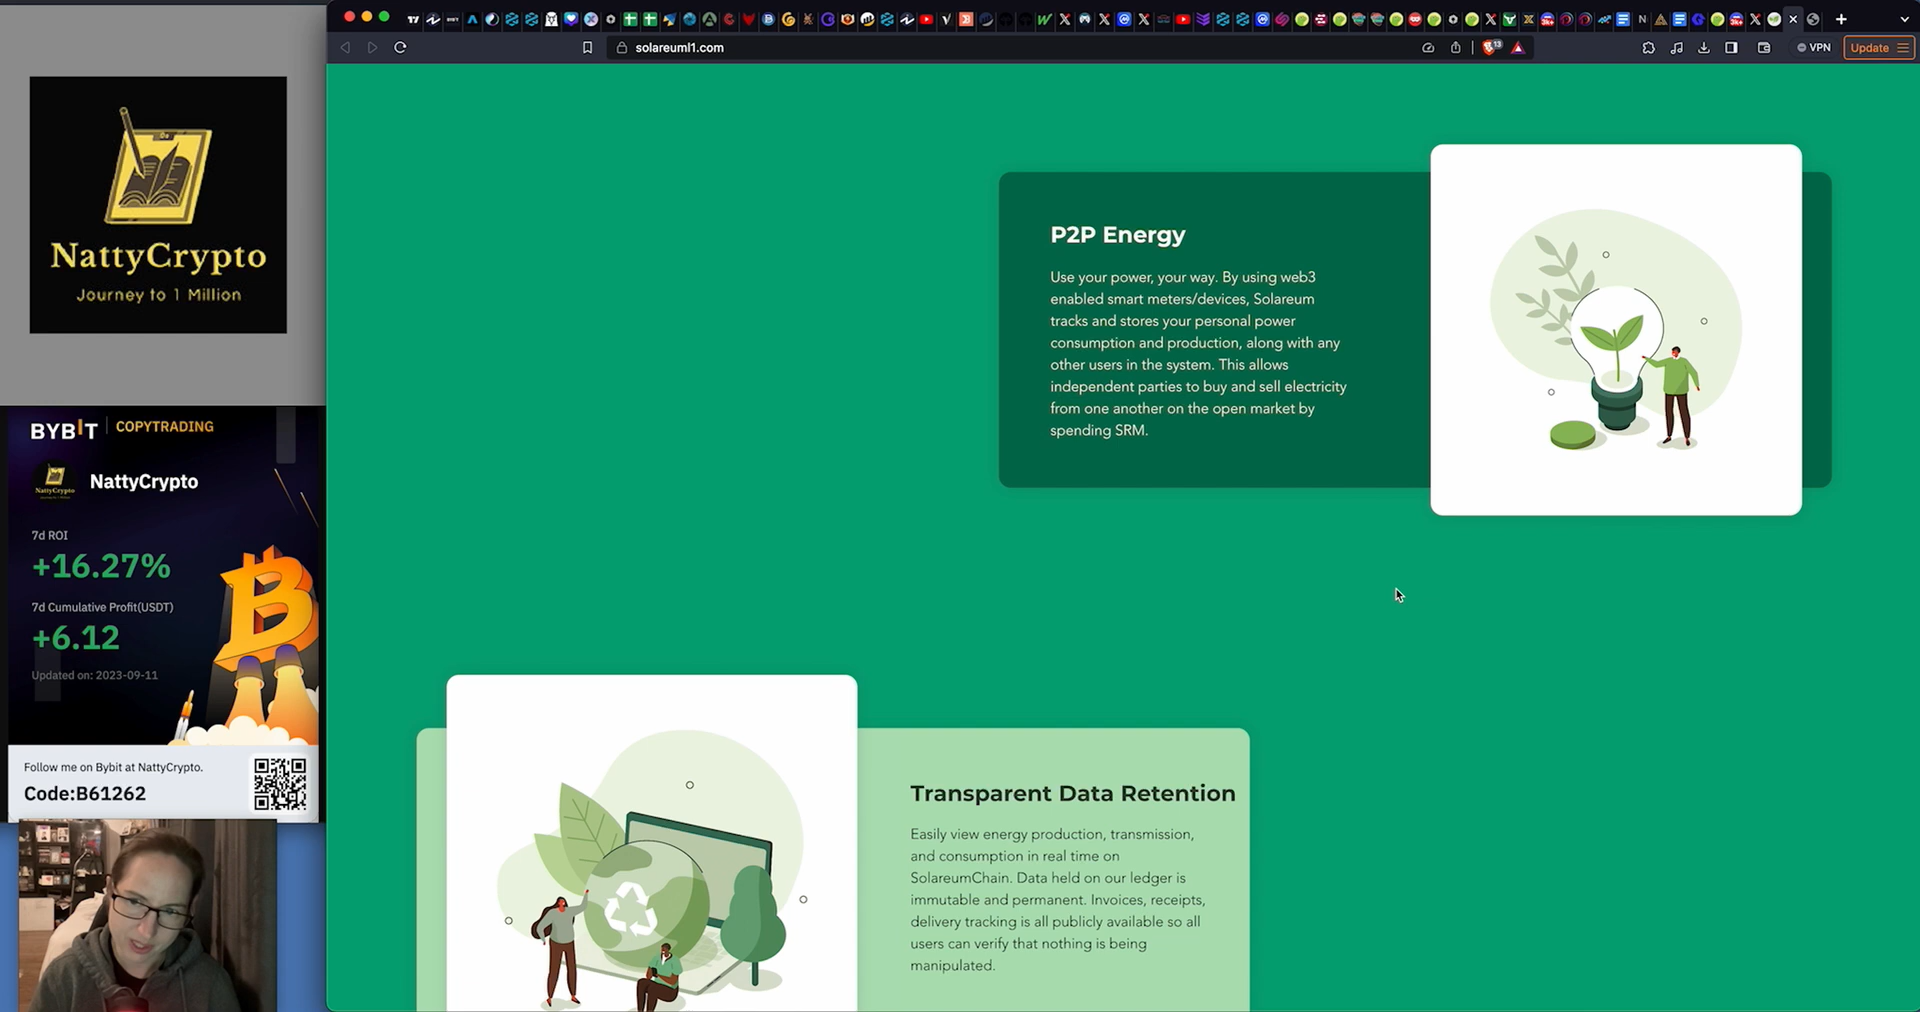 solareuml1.com
13
VPN
Update
NattyCrypto
Journey to 1 Million
BYBIT COPYTRADING
NattyCrypto
7d ROI
+16.27%
7d Cumulative Profit(USDT)
+6.12
Updated on: 2023-09-11
Follow me on Bybit at NattyCrypto.
Code:B61262
P2P Energy
Use your power, your way. By using web3
enabled smart meters/devices, Solareum
tracks and stores your personal power
consumption and production, along with any
other users in the system. This allows
independent parties to buy and sell electricity
from one another on the open market by
spending SRM.
Transparent Data Retention
Easily view energy production, transmission,
and consumption in real time on
SolareumChain. Data held on our ledger is
immutable and permanent. Invoices, receipts,
delivery tracking is all publicly available so all
users can verify that nothing is being
manipulated.